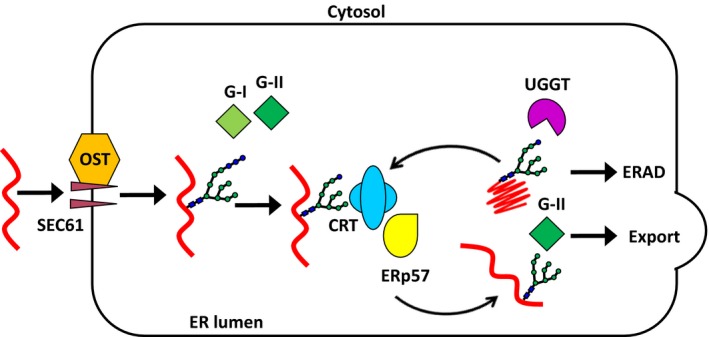 Cytosol
G-I
G-II
UGGT
OST
ERAD
SEC61
CRT
G-II
Export
ERp57
ER lumen